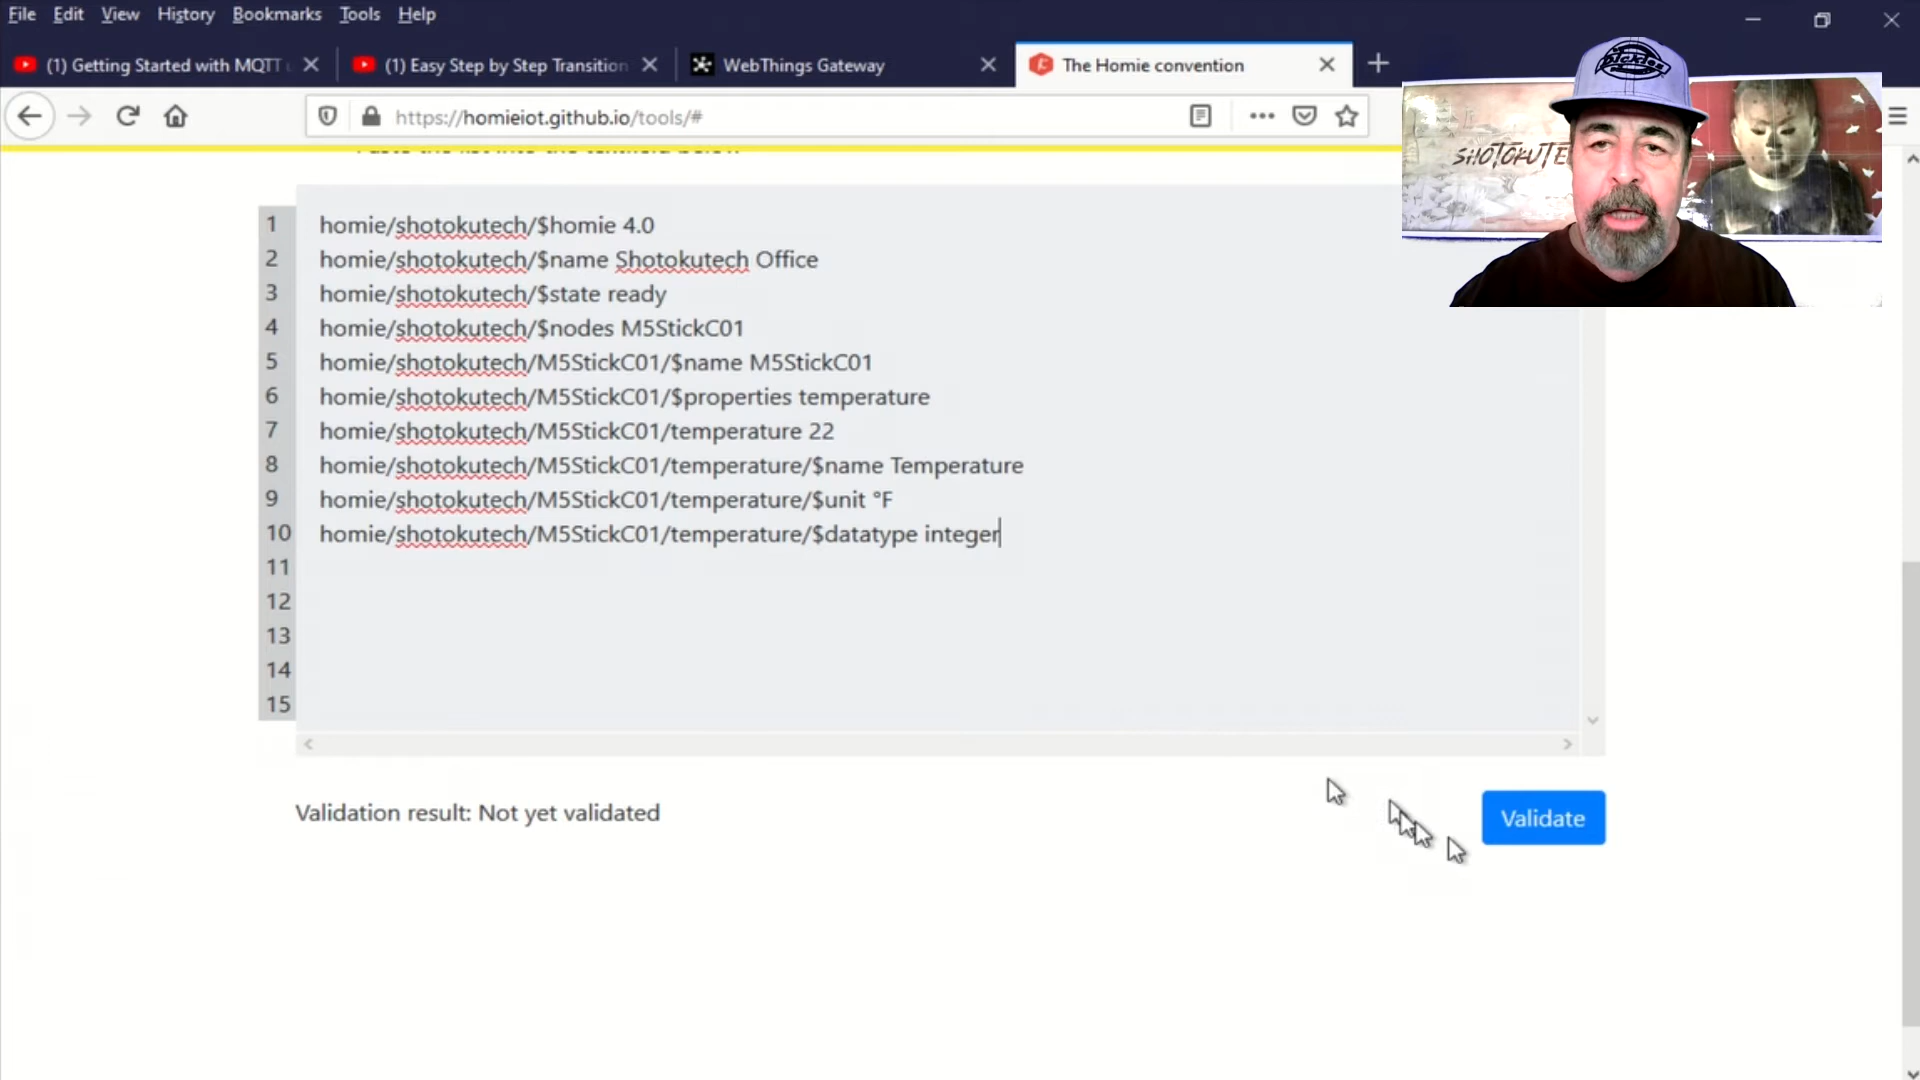 File Edit View History Bookmarks Tools Help
(1) Getting Started with MQTT
(1) Easy Step by Step Transition
WebThings Gateway
The Homie convention
https://homieiot.github.io/tools/#
SHOTOKUTE
1 homie/shotokutech/$homie 4.0
2 homie/shotokutech/$name Shotokutech Office
3 homie/shotokutech/$state ready
4 homie/shotokutech/$nodes M5StickC01
5 homie/shotokutech/M5StickC01/$name M5StickC01
6 homie/shotokutech/M5StickC01/$properties temperature
7 homie/shotokutech/M5StickC01/temperature 22
8 homie/shotokutech/M5StickC01/temperature/$name Temperature
9 homie/shotokutech/M5StickC01/temperature/$unit °F
10 homie/shotokutech/M5StickC01/temperature/$datatype integer
11
12
13
14
15
Validation result: Not yet validated
Validate